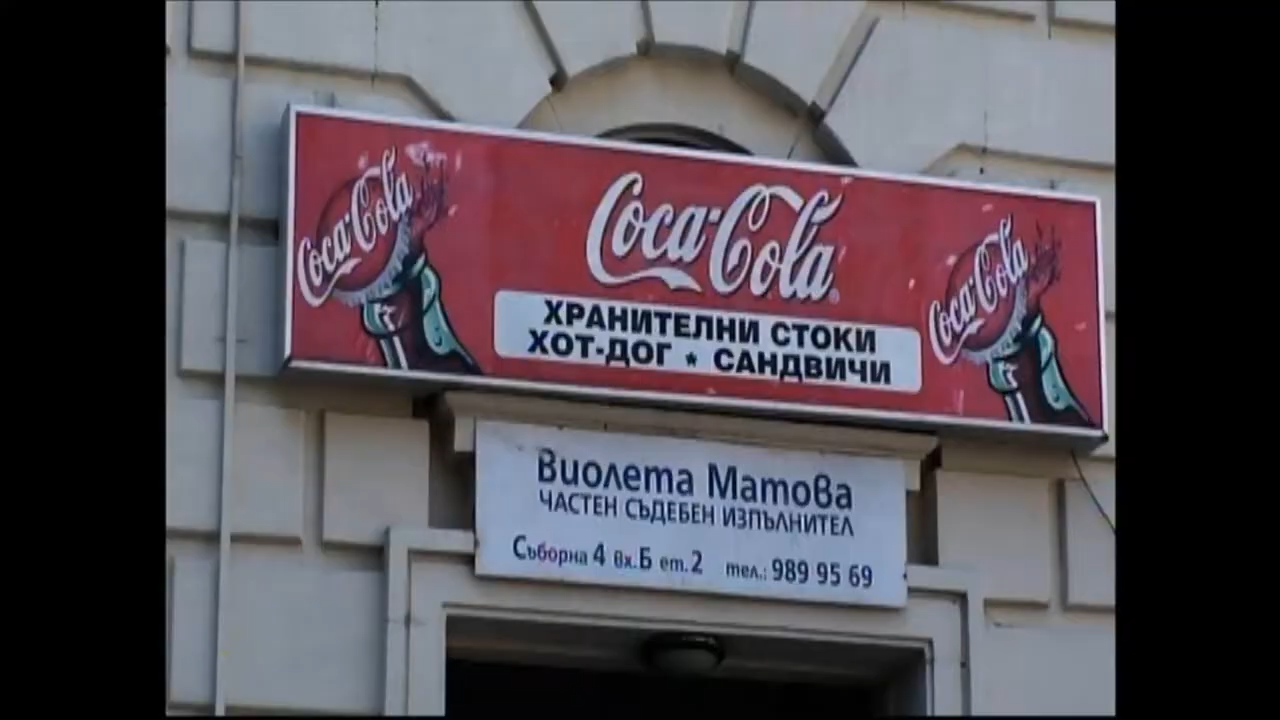 Coca-Cola
Coca-Cola
Coca-Cola
ХРАНИТЕЛНИ СТОКИ
ХОТ-ДОГ * САНДВИЧИ
Виолета Матова
ЧАСТЕН СЪДЕБЕН ИЗПЪЛНИТЕЛ
Съборна 4 вх. Б ет. 2 тел.: 989 95 69